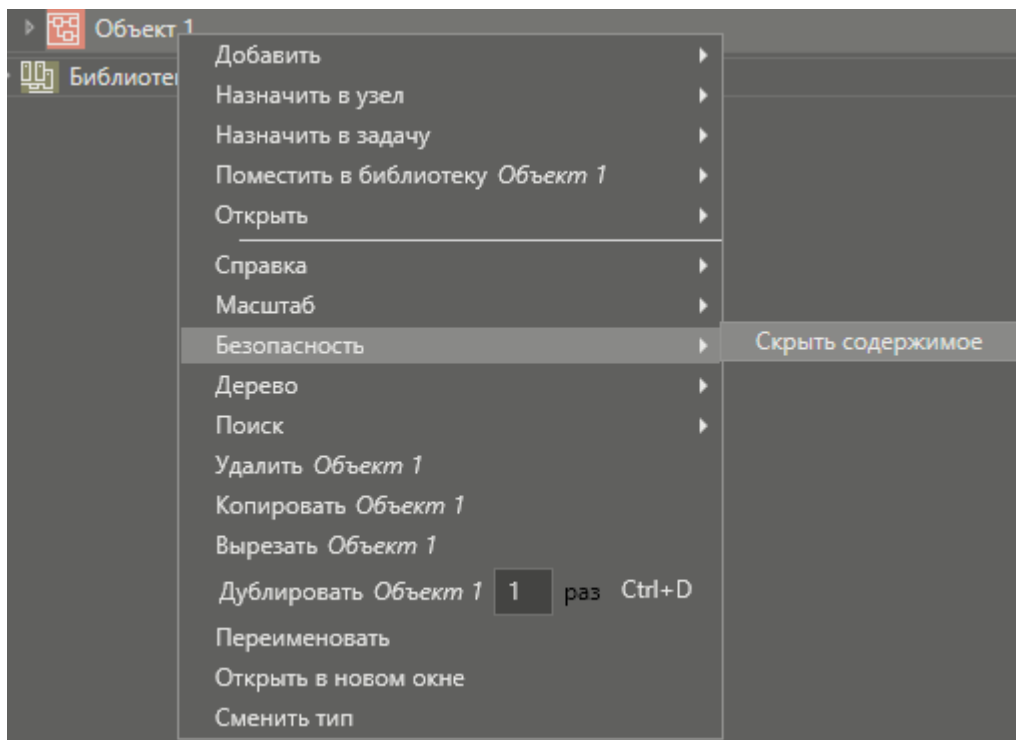 Объект 1
Добавить
Библиоте
Назначить в узел
Назначить в задачу
Поместить в библиотеку Объект 1
Открыть
Справка
Масштаб
Безопасность
Скрыть содержимое
Дерево
Поиск
Удалить Объект 1
Копировать Объект 1
Вырезать Объект 1
Дублировать Объект 1 1 раз Ctrl+D
Переименовать
Открыть в новом окне
Сменить тип